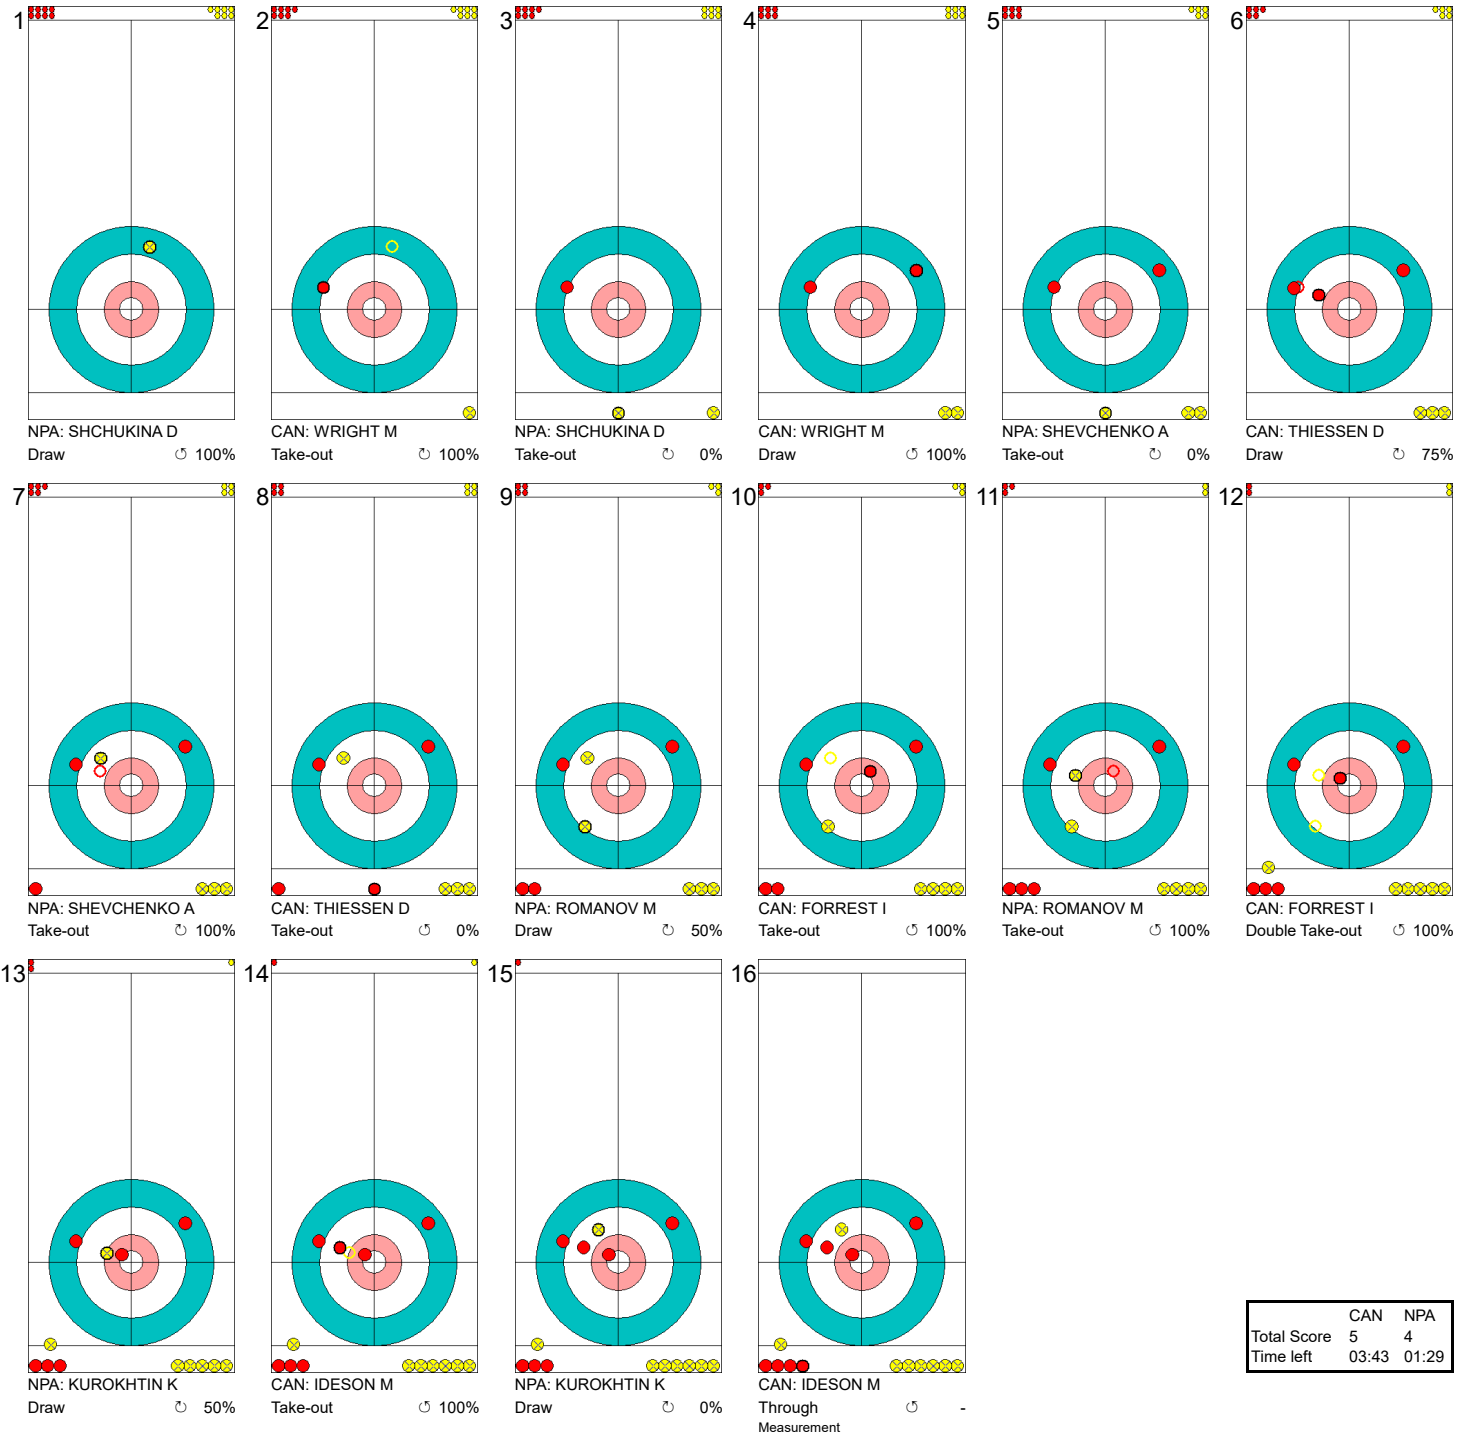 1
NPA: SHCHUKINA D
Draw 100%
2
CAN: WRIGHT M
Take-out 100%
3
NPA: SHCHUKINA D
Take-out 0%
4
CAN: WRIGHT M
Draw 100%
5
NPA: SHEVCHENKO A
Take-out 0%
6
CAN: THIESSEN D
Draw 75%
7
NPA: SHEVCHENKO A
Take-out 100%
8
CAN: THIESSEN D
Take-out 0%
9
NPA: ROMANOV M
Draw 50%
10
CAN: FORREST I
Take-out 100%
11
NPA: ROMANOV M
Take-out 100%
12
CAN: FORREST I
Double Take-out 100%
13
NPA: KUROKHTIN K
Draw 50%
14
CAN: IDESON M
Take-out 100%
15
NPA: KUROKHTIN K
Draw 0%
16
CAN: IDESON M
Through -
Measurement
CAN NPA
Total Score 5 4
Time left 03:43 01:29